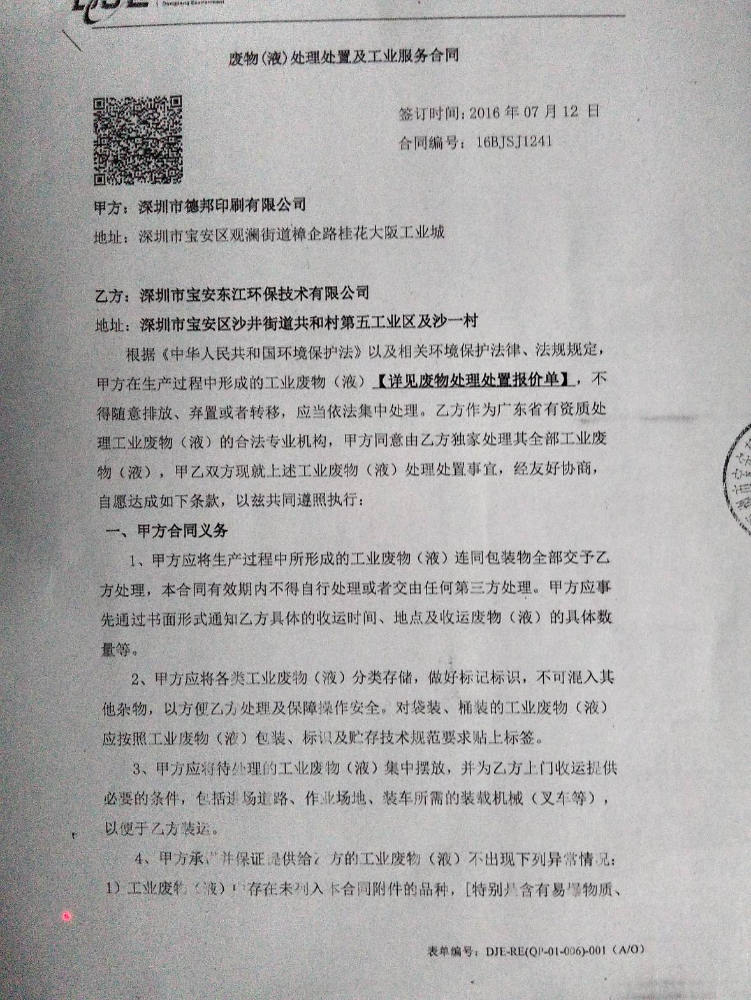 Dongjiang Environment
废物(液)处理处置及工业服务合同
签订时间：2016 年 07 月 12 日
合同编号：16BJSJ1241
甲方：深圳市德邦印刷有限公司
地址：深圳市宝安区观澜街道樟企路桂花大阪工业城
乙方：深圳市宝安东江环保技术有限公司
地址：深圳市宝安区沙井街道共和村第五工业区及沙一村
根据《中华人民共和国环境保护法》以及相关环境保护法律、法规规定，
甲方在生产过程中形成的工业废物（液）【详见废物处理处置报价单】，不
得随意排放、弃置或者转移，应当依法集中处理。乙方作为广东省有资质处
理工业废物（液）的合法专业机构，甲方同意由乙方独家处理其全部工业废
物（液），甲乙双方现就上述工业废物（液）处理处置事宜，经友好协商，
自愿达成如下条款，以兹共同遵照执行：
一、甲方合同义务
1、甲方应将生产过程中所形成的工业废物（液）连同包装物全部交予乙
方处理，本合同有效期内不得自行处理或者交由任何第三方处理。甲方应事
先通过书面形式通知乙方具体的收运时间、地点及收运废物（液）的具体数
量等。
2、甲方应将各类工业废物（液）分类存储，做好标记标识，不可混入其
他杂物，以方便乙方处理及保障操作安全。对袋装、桶装的工业废物（液）
应按照工业废物（液）包装、标识及贮存技术规范要求贴上标签。
3、甲方应将待处理的工业废物（液）集中摆放，并为乙方上门收运提供
必要的条件，包括进场道路、作业场地、装车所需的装载机械（叉车等），
以便于乙方装运。
4、甲方承诺并保证提供给乙方的工业废物（液）不出现下列异常情况：
1）工业废物（液）中存在未列入本合同附件的品种，[特别是含有易爆物质、
表单编号：DJE-RE(QP-01-006)-001（A/O）